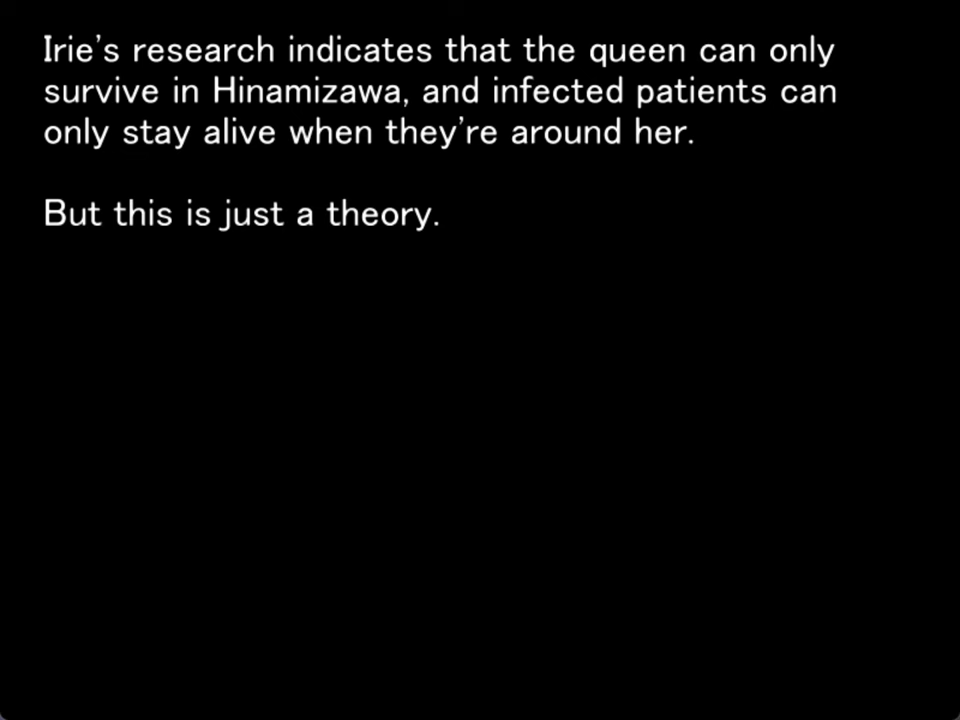 Irie’s research indicates that the queen can only
survive in Hinamizawa, and infected patients can
only stay alive when they’re around her.
But this is just a theory.